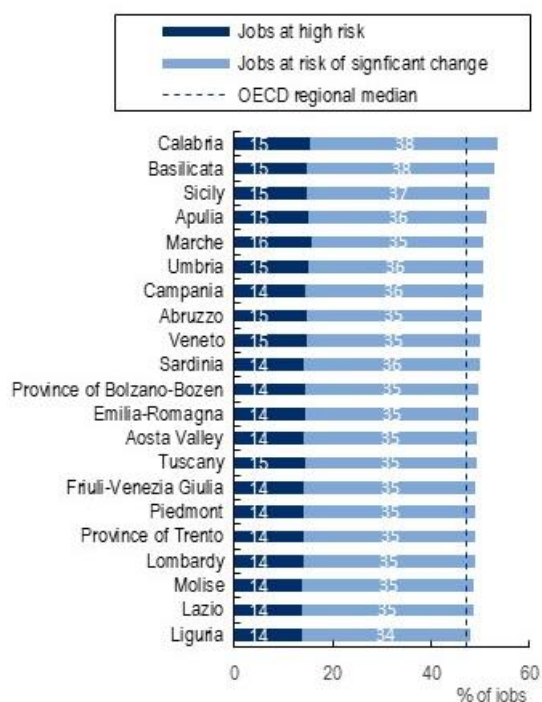 Jobs at high risk
Jobs at risk of signficant change
OECD regional median
Calabria 15 38
Basilicata 15 38
Sicily 15 37
Apulia 15 36
Marche 16 35
Umbria 15 36
Campania 14 36
Abruzzo 15 35
Veneto 15 35
Sardinia 14 36
Province of Bolzano-Bozen 14 35
Emilia-Romagna 14 35
Aosta Valley 14 35
Tuscany 15 35
Friuli-Venezia Giulia 14 35
Piedmont 14 35
Province of Trento 14 35
Lombardy 14 35
Molise 14 35
Lazio 14 35
Liguria 14 34
0 20 40 60
% of jobs